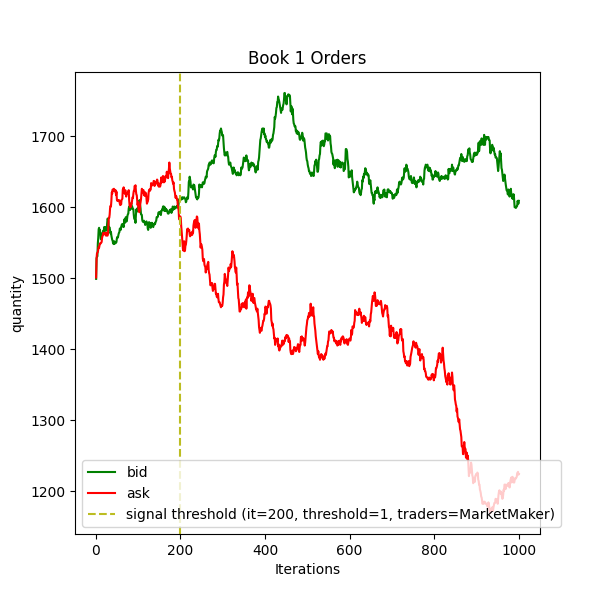 Book 1 Orders
quantity
1700
1600
1500
1400
1300
1200
bid
ask
signal threshold (it=200, threshold=1, traders=MarketMaker)
0 200 400 600 800 1000
Iterations